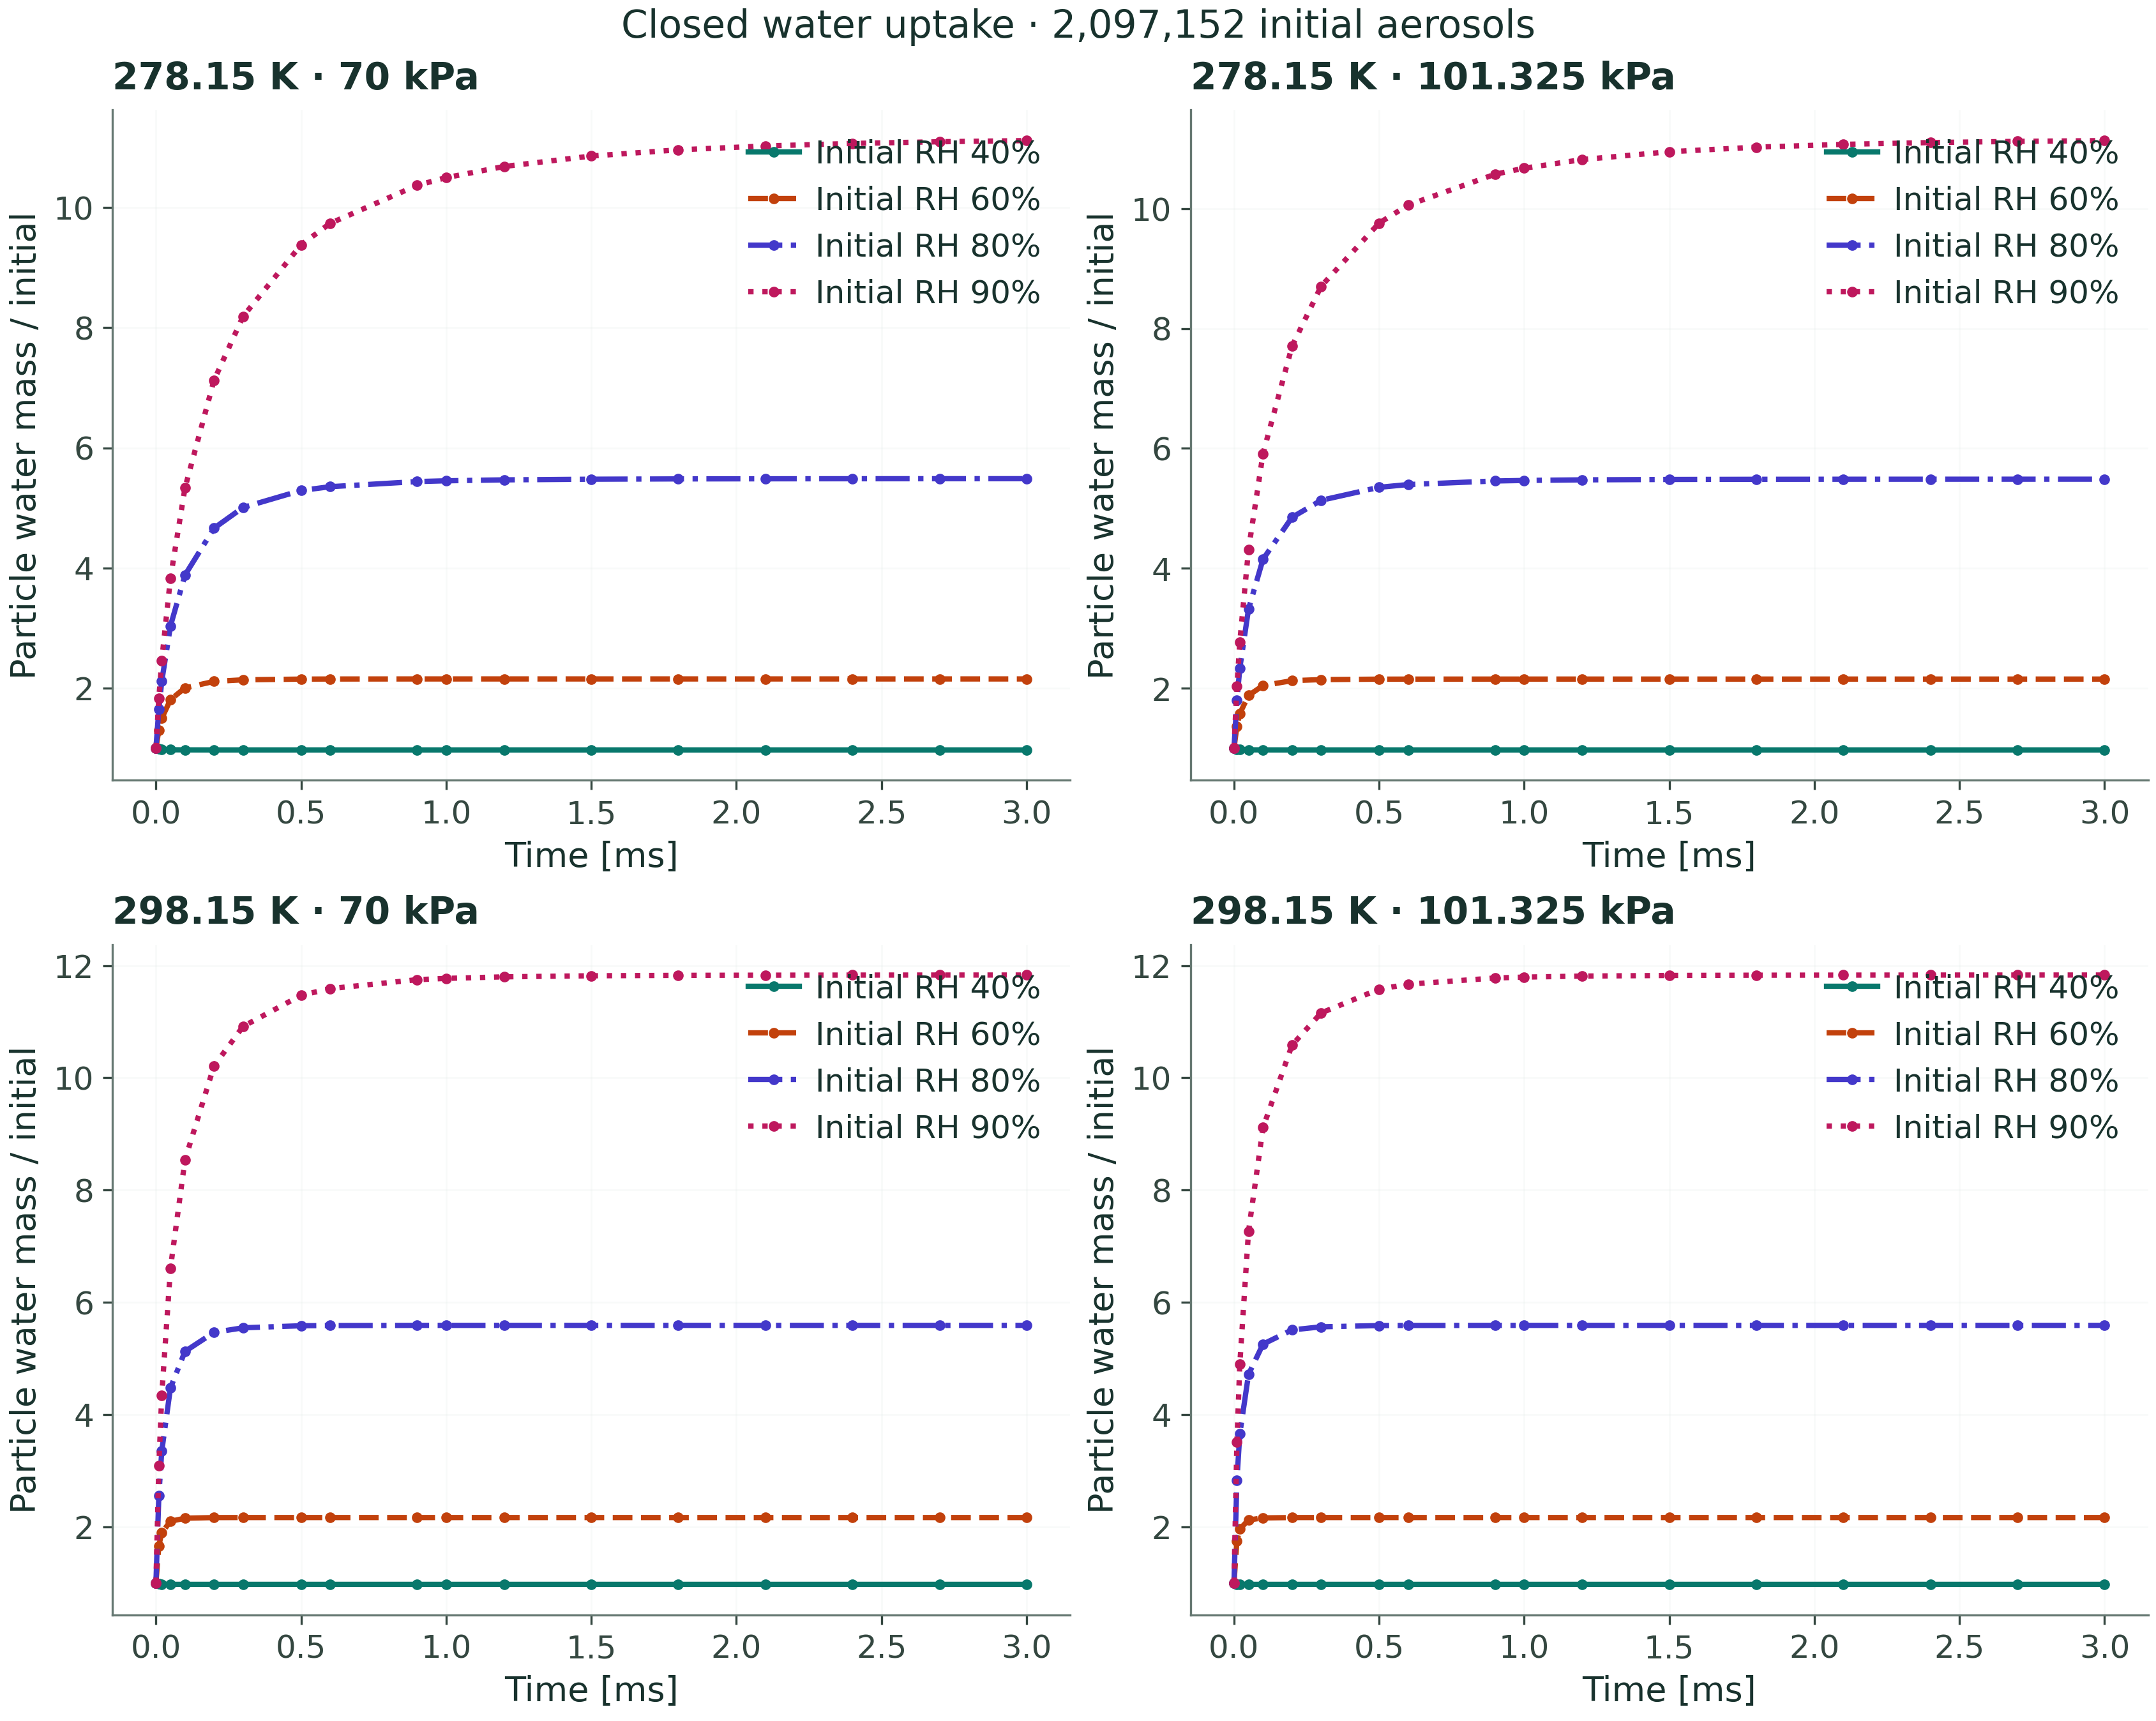 Closed water uptake · 2,097,152 initial aerosols
278.15 K · 70 kPa
Particle water mass / initial
10
8
6
4
2
Initial RH 40%
Initial RH 60%
Initial RH 80%
Initial RH 90%
0.0 0.5 1.0 1.5 2.0 2.5 3.0
Time [ms]
278.15 K · 101.325 kPa
Particle water mass / initial
10
8
6
4
2
Initial RH 40%
Initial RH 60%
Initial RH 80%
Initial RH 90%
0.0 0.5 1.0 1.5 2.0 2.5 3.0
Time [ms]
298.15 K · 70 kPa
Particle water mass / initial
12
10
8
6
4
2
Initial RH 40%
Initial RH 60%
Initial RH 80%
Initial RH 90%
0.0 0.5 1.0 1.5 2.0 2.5 3.0
Time [ms]
298.15 K · 101.325 kPa
Particle water mass / initial
12
10
8
6
4
2
Initial RH 40%
Initial RH 60%
Initial RH 80%
Initial RH 90%
0.0 0.5 1.0 1.5 2.0 2.5 3.0
Time [ms]